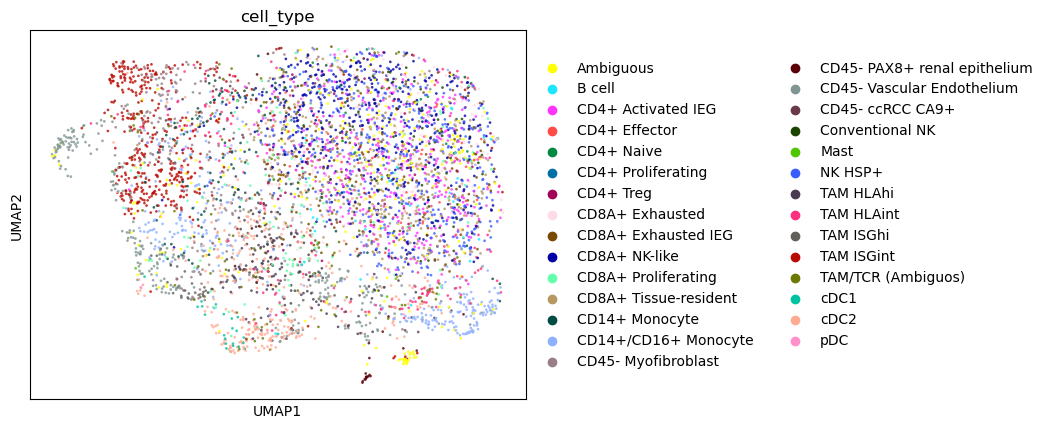 cell_type
UMAP2
UMAP1
Ambiguous
B cell
CD4+ Activated IEG
CD4+ Effector
CD4+ Naive
CD4+ Proliferating
CD4+ Treg
CD8A+ Exhausted
CD8A+ Exhausted IEG
CD8A+ NK-like
CD8A+ Proliferating
CD8A+ Tissue-resident
CD14+ Monocyte
CD14+/CD16+ Monocyte
CD45- Myofibroblast
CD45- PAX8+ renal epithelium
CD45- Vascular Endothelium
CD45- ccRCC CA9+
Conventional NK
Mast
NK HSP+
TAM HLAhi
TAM HLAint
TAM ISGhi
TAM ISGint
TAM/TCR (Ambiguos)
cDC1
cDC2
pDC